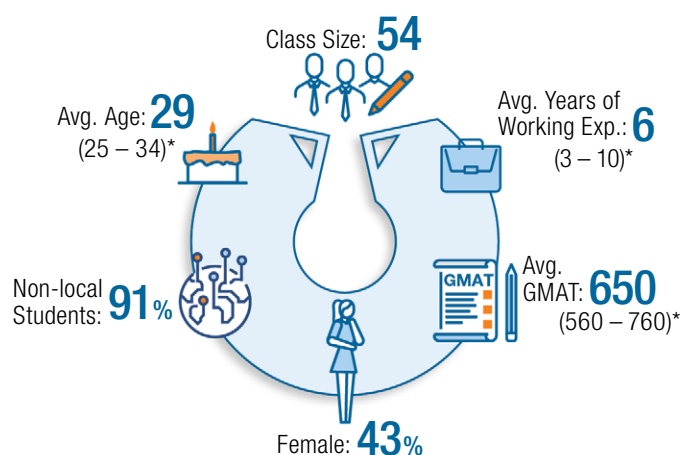 Class Size: 54
Avg. Age: 29
(25 – 34)*
Avg. Years of
Working Exp.: 6
(3 – 10)*
Non-local
Students: 91%
GMAT
Avg.
GMAT: 650
(560 – 760)*
Female: 43%